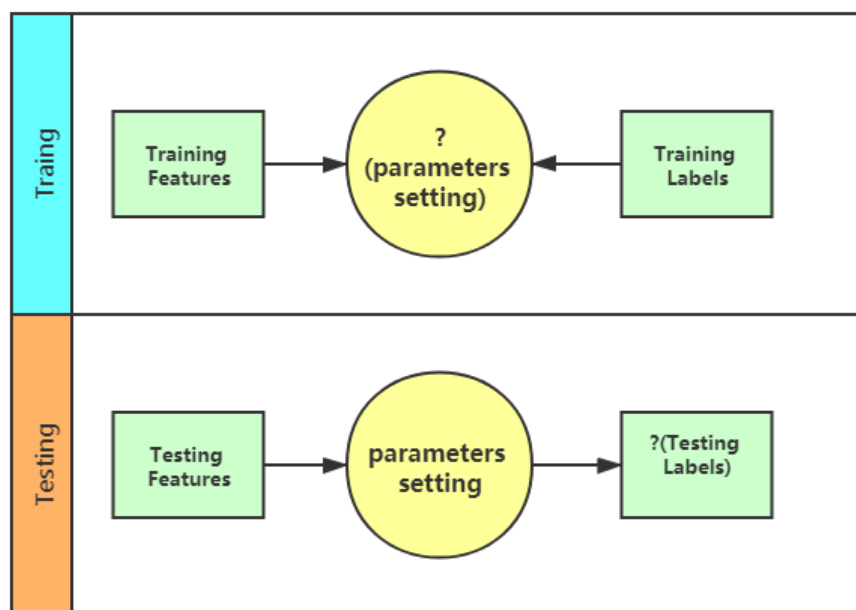 Traing
Training
Features
?
(parameters
setting)
Training
Labels
Testing
Testing
Features
parameters
setting
?(Testing
Labels)